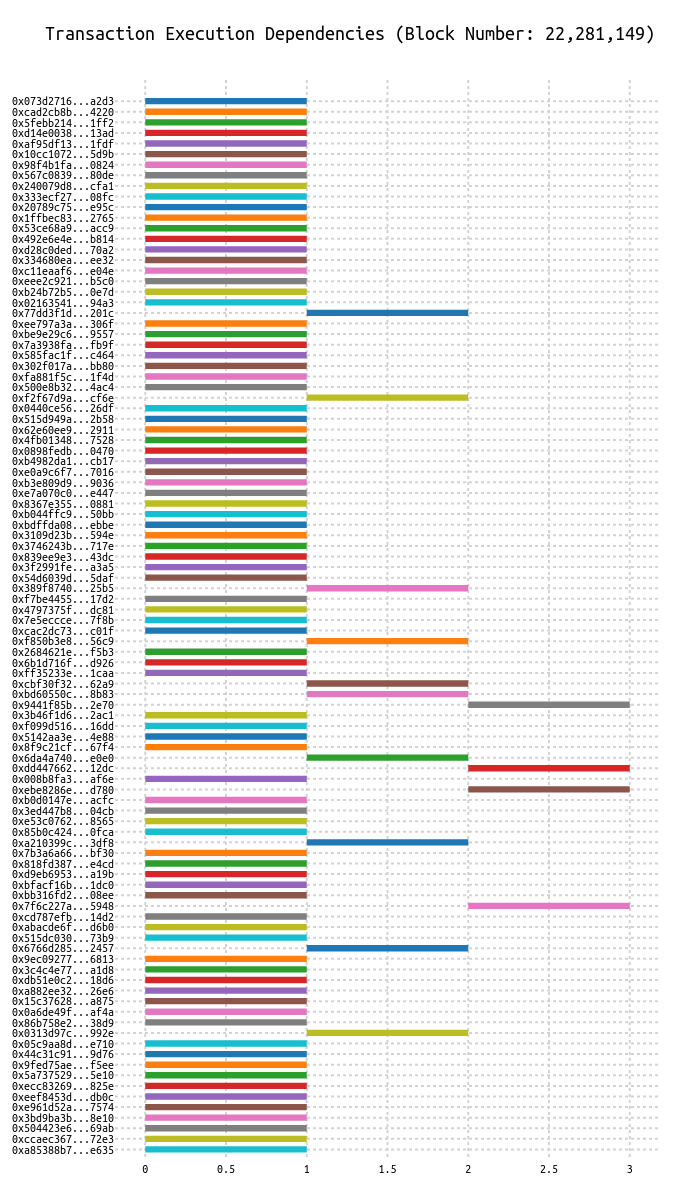 Transaction Execution Dependencies (Block Number: 22,281,149)
0x073d2716...a2d3
0xcad2cb8b...4220
0x5febb214...1ff2
0xd14e0038...13ad
0xaf95df13...1fdf
0x10cc1072...5d9b
0x98f4b1fa...0824
0x567c0839...80de
0x240079d8...cfa1
0x333ecf27...08fc
0x20789c75...e95c
0x1ffbec83...2765
0x53ce68a9...acc9
0x492e6e4e...b814
0xd28c0ded...70a2
0x334680ea...ee32
0xc11eaaf6...e04e
0xeee2c921...b5c0
0xb24b72b5...0e7d
0x02163541...94a3
0x77dd3f1d...201c
0xee797a3a...306f
0xbe9e29c6...9557
0x7a3938fa...fb9f
0x585fac1f...c464
0x302f017a...bb80
0xfa881f5c...1f4d
0x500e8b32...4ac4
0xf2f67d9a...cf6e
0x0440ce56...26df
0x515d949a...2b58
0x62e60ee9...2911
0x4fb01348...7528
0x0898fedb...0470
0xb4982da1...cb17
0xe0a9c6f7...7016
0xb3e809d9...9036
0xe7a070c0...e447
0x8367e355...0881
0xb044ffc9...50bb
0xbdffda08...ebbe
0x3109d23b...594e
0x3746243b...717e
0x839ee9e3...43dc
0x3f2991fe...a3a5
0x54d6039d...5daf
0x389f8740...25b5
0xf7be4455...17d2
0x4797375f...dc81
0x7e5eccce...7f8b
0xcac2dc73...c01f
0xf850b3e8...56c9
0x2684621e...f5b3
0x6b1d716f...d926
0xff35233e...1caa
0xcbf30f32...62a9
0xbd60550c...8b83
0x9441f85b...2e70
0x3b46f1d6...2ac1
0xf099d516...16dd
0x5142aa3e...4e88
0x8f9c21cf...67f4
0x6da4a740...e0e0
0xdd447662...12dc
0x008b8fa3...af6e
0xebe8286e...d780
0xb0d0147e...acfc
0x3ed447b8...04cb
0xe53c0762...8565
0x85b0c424...0fca
0xa210399c...3df8
0x7b3a6a66...bf30
0x818fd387...e4cd
0xd9eb6953...a19b
0xbfacf16b...1dc0
0xbb316fd2...08ee
0x7f6c227a...5948
0xcd787efb...14d2
0xabacde6f...d6b0
0x515dc030...73b9
0x6766d285...2457
0x9ec09277...6813
0x3c4c4e77...a1d8
0xdb51e0c2...18d6
0xa882ee32...26e6
0x15c37628...a875
0x0a6de49f...af4a
0x86b758e2...38d9
0x0313d97c...992e
0x05c9aa8d...e710
0x44c31c91...9d76
0x9fed75ae...f5ee
0x5a737529...5e10
0xecc83269...825e
0xeef8453d...db0c
0xe961d52a...7574
0x3bd9ba3b...8e10
0x504423e6...69ab
0xccaec367...72e3
0xa85388b7...e635
0 0.5 1 1.5 2 2.5 3